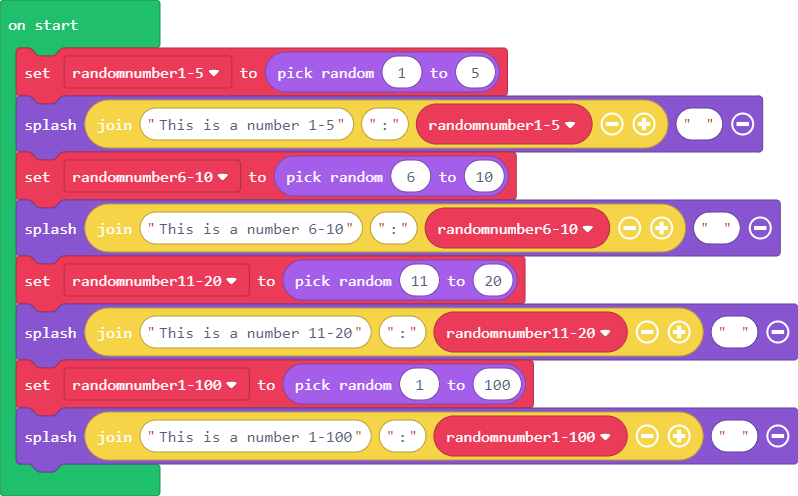 on start
set randomnumber1-5 to pick random 1 to 5
splash join "This is a number 1-5" ":" randomnumber1-5 " "
set randomnumber6-10 to pick random 6 to 10
splash join "This is a number 6-10" ":" randomnumber6-10 " "
set randomnumber11-20 to pick random 11 to 20
splash join "This is a number 11-20" ":" randomnumber11-20 " "
set randomnumber1-100 to pick random 1 to 100
splash join "This is a number 1-100" ":" randomnumber1-100 " "